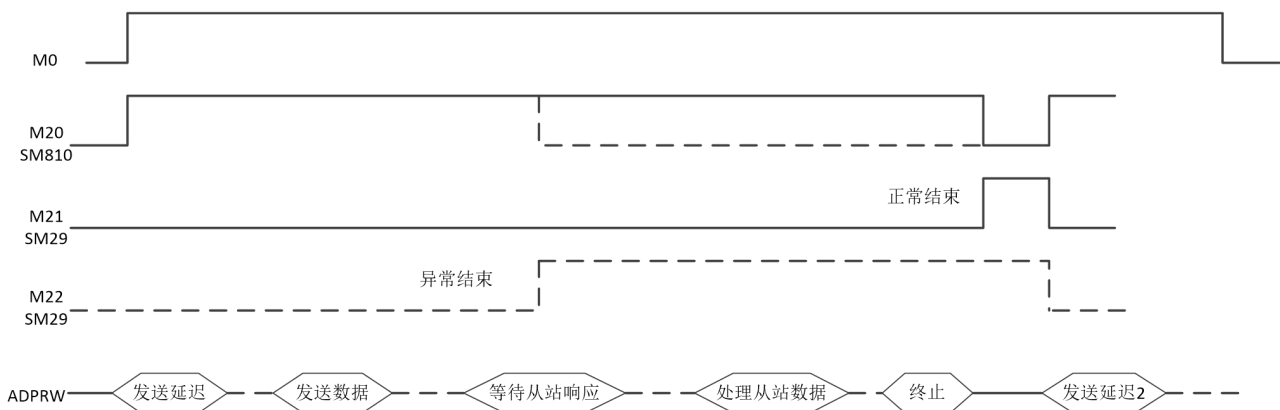 M0
M20
SM810
正常结束
M21
SM29
异常结束
M22
SM29
ADPRW 发送延迟 发送数据 等待从站响应 处理从站数据 终止 发送延迟2